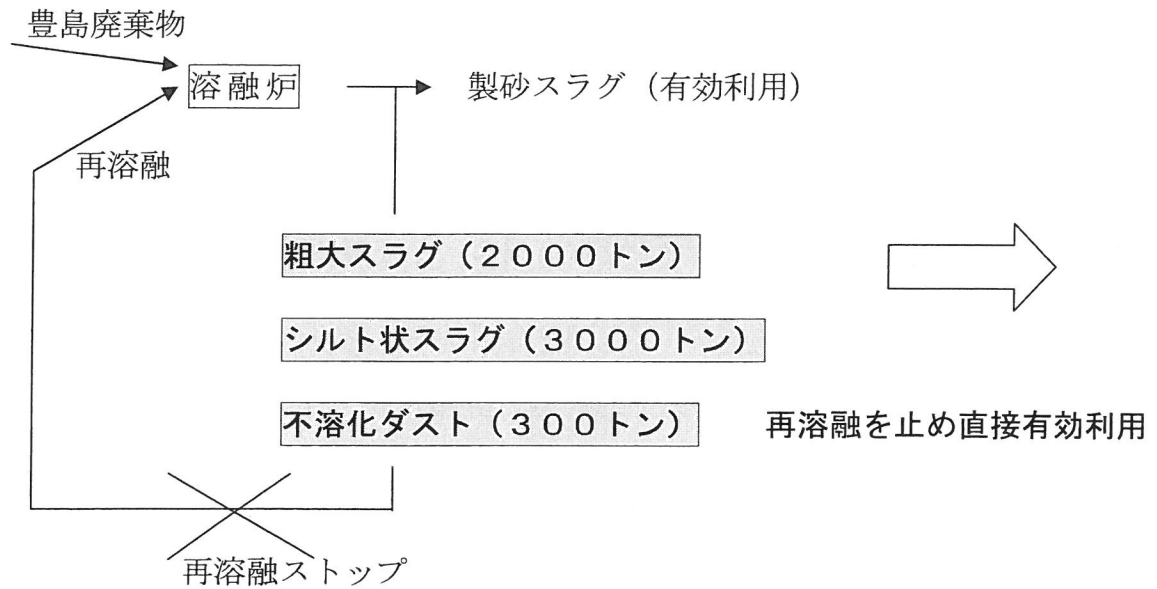 豊島廃棄物
溶融炉
製砂スラグ（有効利用）
再溶融
粗大スラグ（２０００トン）
シルト状スラグ（３０００トン）
不溶化ダスト（３００トン）
再溶融を止め直接有効利用
再溶融ストップ